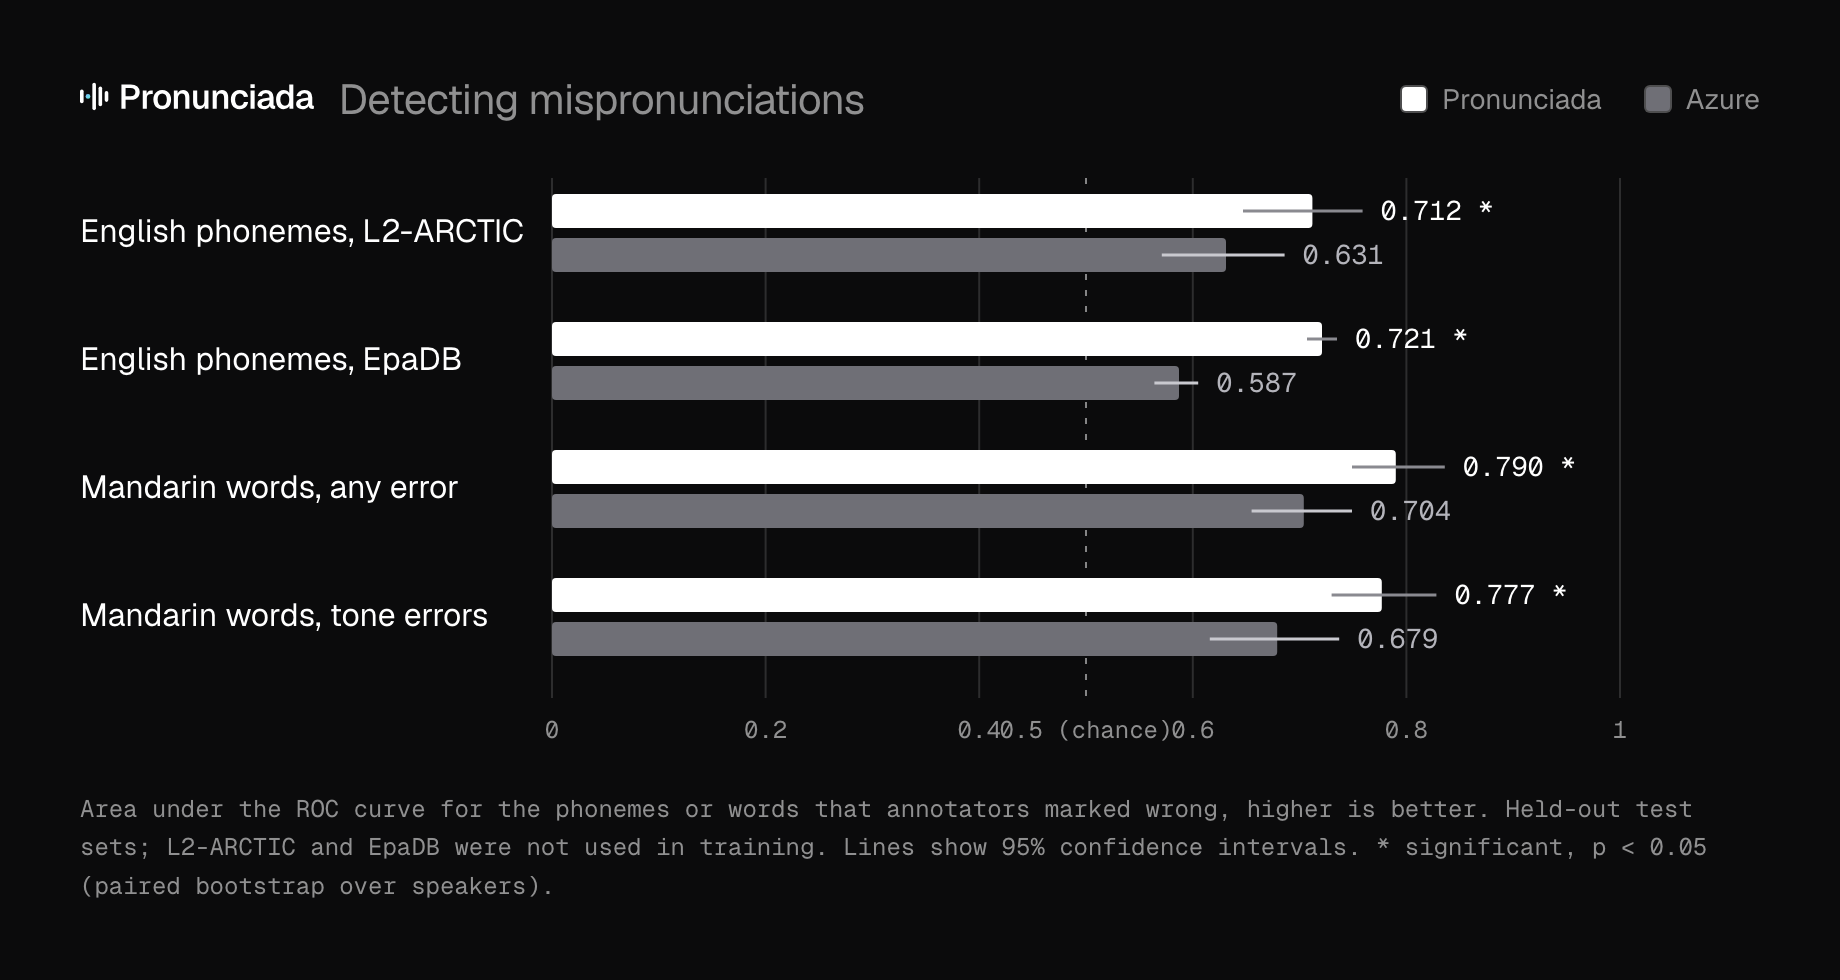 Pronunciada Detecting mispronunciations
Pronunciada Azure
English phonemes, L2-ARCTIC
0.712 *
0.631
English phonemes, EpaDB
0.721 *
0.587
Mandarin words, any error
0.790 *
0.704
Mandarin words, tone errors
0.777 *
0.679
0 0.2 0.4 0.5 (chance) 0.6 0.8 1
Area under the ROC curve for the phonemes or words that annotators marked wrong, higher is better. Held-out test
sets; L2-ARCTIC and EpaDB were not used in training. Lines show 95% confidence intervals. * significant, p < 0.05
(paired bootstrap over speakers).